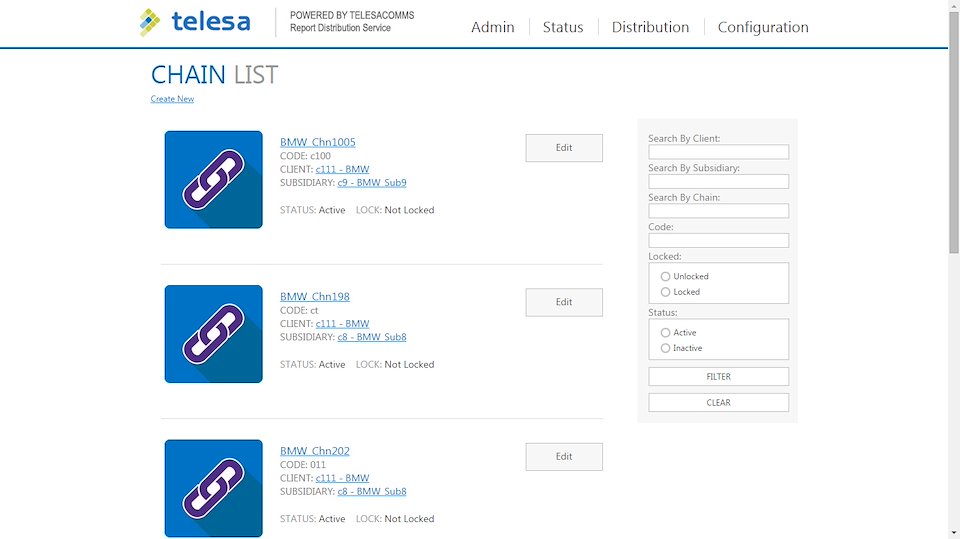 telesa
POWERED BY TELESACOMMS
Report Distribution Service
Admin
Status
Distribution
Configuration
CHAIN LIST
Create New
BMW_Chn1005
CODE: c100
CLIENT: c111 - BMW
SUBSIDIARY: c9 - BMW_Sub9
STATUS: Active LOCK: Not Locked
Edit
BMW_Chn198
CODE: ct
CLIENT: c111 - BMW
SUBSIDIARY: c8 - BMW_Sub8
STATUS: Active LOCK: Not Locked
Edit
BMW_Chn202
CODE: 011
CLIENT: c111 - BMW
SUBSIDIARY: c8 - BMW_Sub8
STATUS: Active LOCK: Not Locked
Edit
Search By Client:
Search By Subsidiary:
Search By Chain:
Code:
Locked:
Unlocked
Locked
Status:
Active
Inactive
FILTER
CLEAR